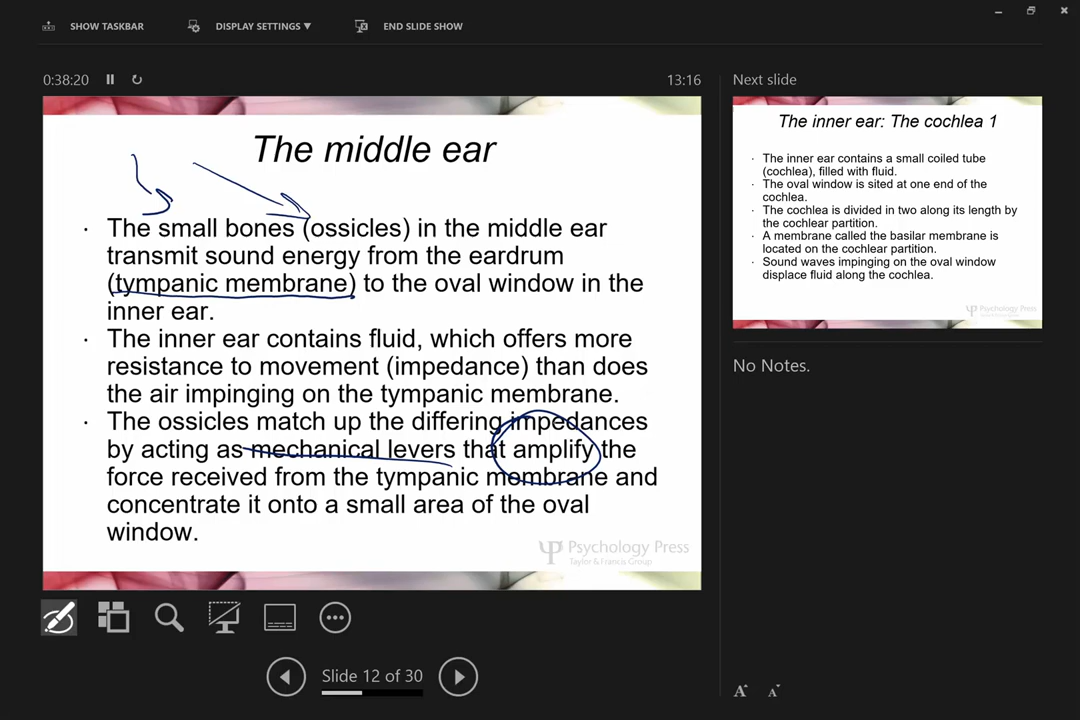 SHOW TASKBAR DISPLAY SETTINGS ▼ END SLIDE SHOW
0:38:20 13:16 Next slide
The middle ear
· The small bones (ossicles) in the middle ear
transmit sound energy from the eardrum
(tympanic membrane) to the oval window in the
inner ear.
· The inner ear contains fluid, which offers more
resistance to movement (impedance) than does
the air impinging on the tympanic membrane.
· The ossicles match up the differing impedances
by acting as mechanical levers that amplify the
force received from the tympanic membrane and
concentrate it onto a small area of the oval
window.
Psychology Press
Taylor & Francis Group
Slide 12 of 30
The inner ear: The cochlea 1
· The inner ear contains a small coiled tube
(cochlea), filled with fluid.
· The oval window is sited at one end of the
cochlea.
· The cochlea is divided in two along its length by
the cochlear partition.
· A membrane called the basilar membrane is
located on the cochlear partition.
· Sound waves impinging on the oval window
displace fluid along the cochlea.
Psychology Press
No Notes.
A A